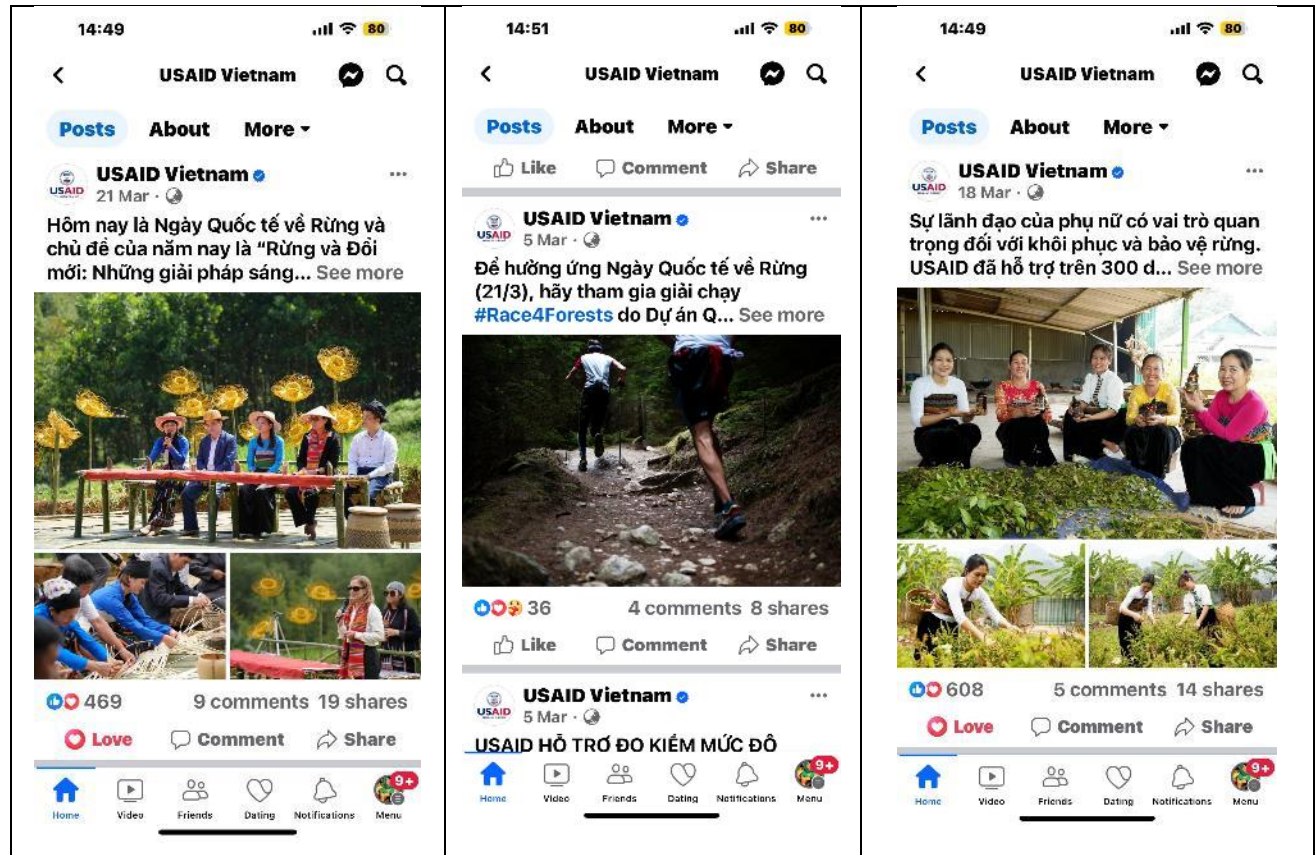 14:49
80
USAID Vietnam
Posts About More
USAID Vietnam
USAID
21 Mar ·
Hôm nay là Ngày Quốc tế về Rừng và
chủ đề của năm nay là “Rừng và Đổi
mới: Những giải pháp sáng... See more
469 9 comments 19 shares
Love Comment Share
Home Video Friends Dating Notifications Menu
9+
14:51
80
USAID Vietnam
Posts About More
Like Comment Share
USAID Vietnam
USAID
5 Mar ·
Để hưởng ứng Ngày Quốc tế về Rừng
(21/3), hãy tham gia giải chạy
#Race4Forests do Dự án Q... See more
36 4 comments 8 shares
Like Comment Share
USAID Vietnam
USAID
5 Mar ·
USAID HỖ TRỢ ĐO KIỂM MỨC ĐỘ
Home Video Friends Dating Notifications Menu
9+
14:49
80
USAID Vietnam
Posts About More
USAID Vietnam
USAID
18 Mar ·
Sự lãnh đạo của phụ nữ có vai trò quan
trọng đối với khôi phục và bảo vệ rừng.
USAID đã hỗ trợ trên 300 d... See more
608 5 comments 14 shares
Love Comment Share
Home Video Friends Dating Notifications Menu
9+